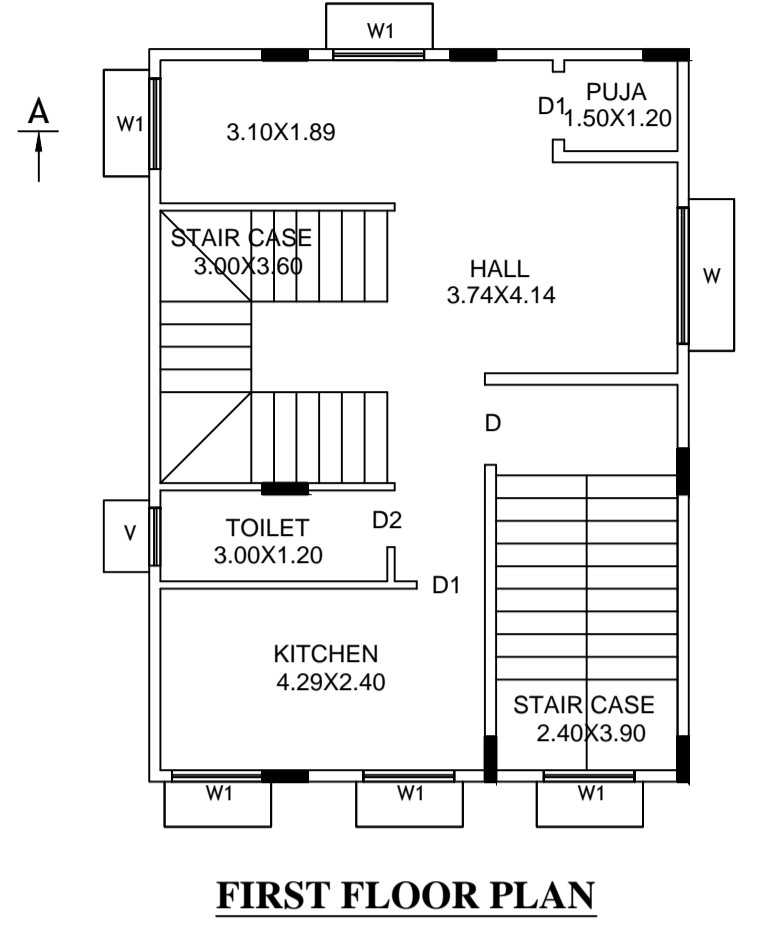 W1
A
W1
PUJA
D1
1.50X1.20
3.10X1.89
STAIR CASE
3.00X3.60
HALL
3.74X4.14
W
D
V
TOILET
3.00X1.20
D2
D1
KITCHEN
4.29X2.40
STAIR CASE
2.40X3.90
W1
W1
W1
FIRST FLOOR PLAN